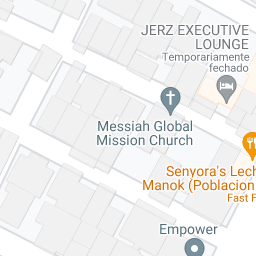 JERZ EXECUTIVE
LOUNGE
Temporariamente
fechado
Messiah Global
Mission Church
Senyora's Lech
Manok (Poblacion
Fast F
Empower